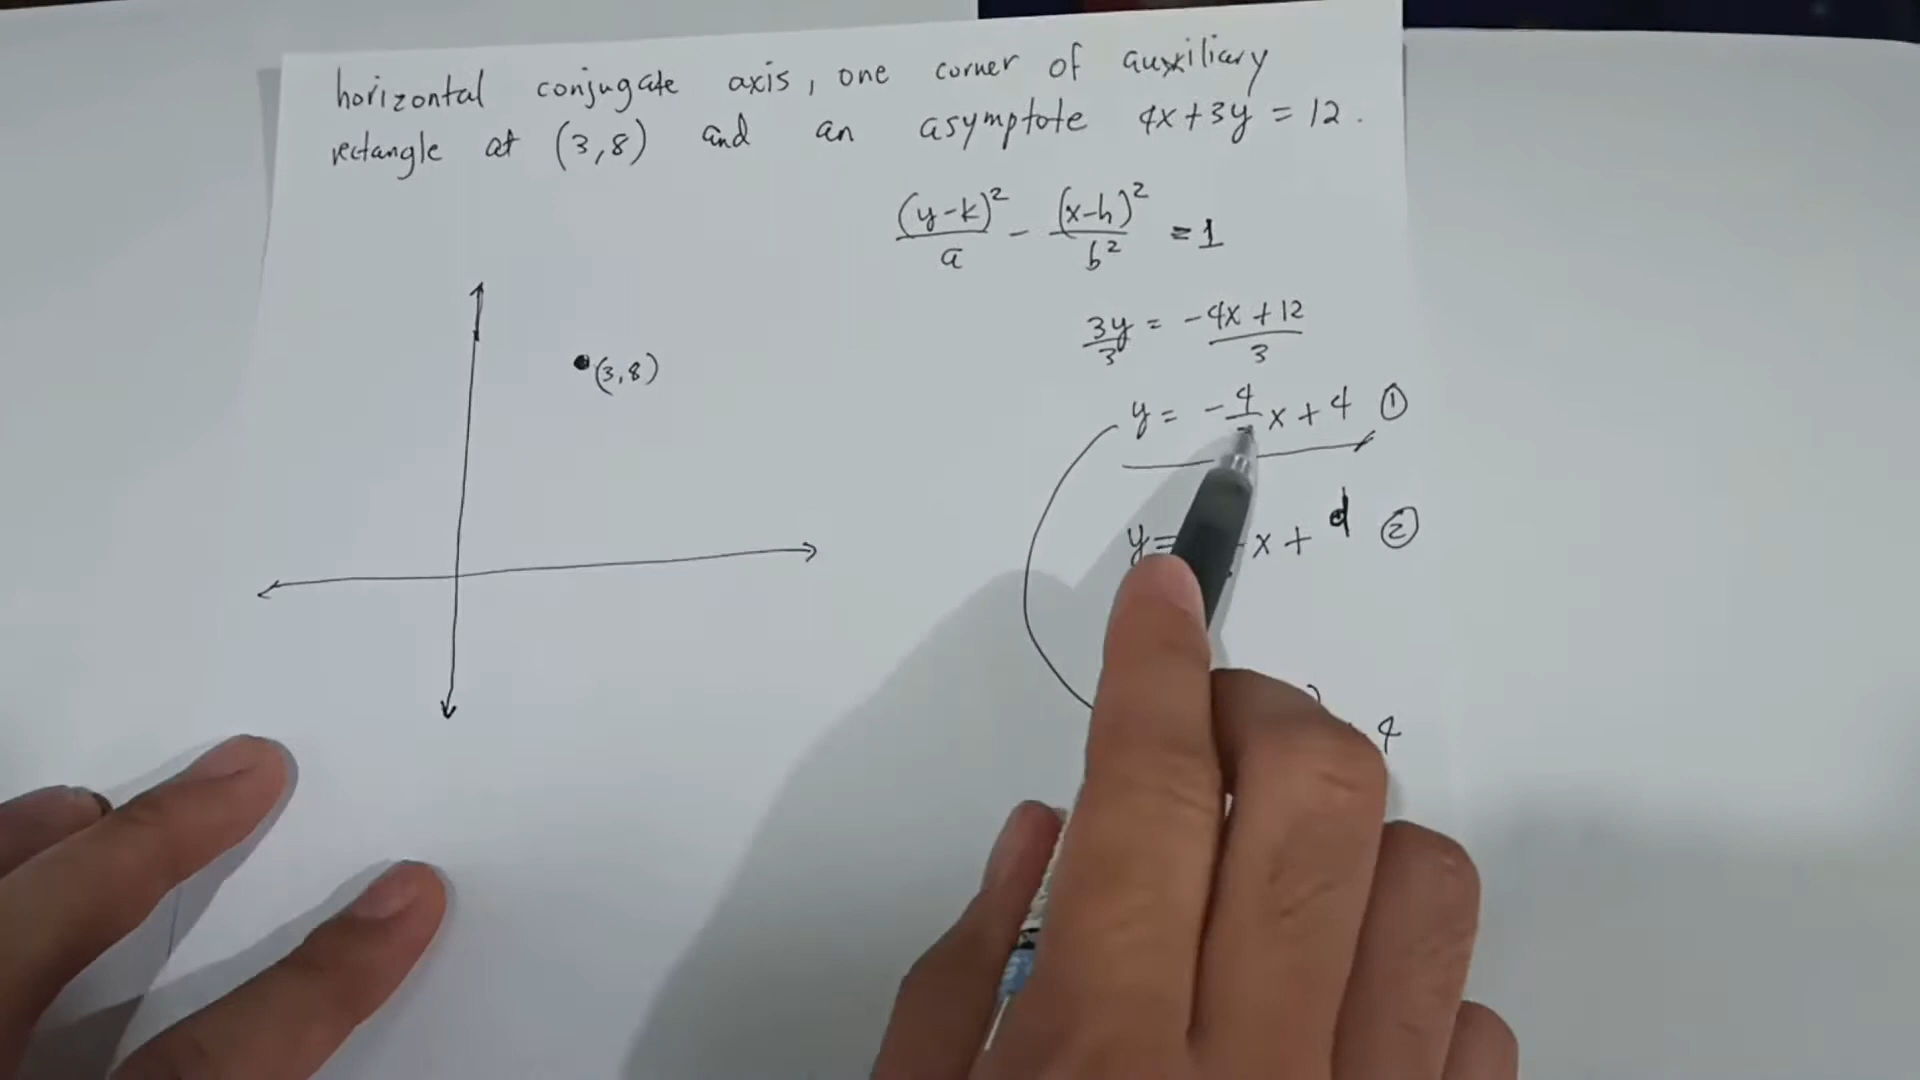 horizontal conjugate axis, one corner of auxiliary
rectangle at (3,8) and an asymptote 4x+3y = 12.
(y-k)²/a - (x-h)²/b² = 1
3y/3 = -4x+12/3
(3,8)
y = -4/ x + 4 ①
y= x + d ②
4